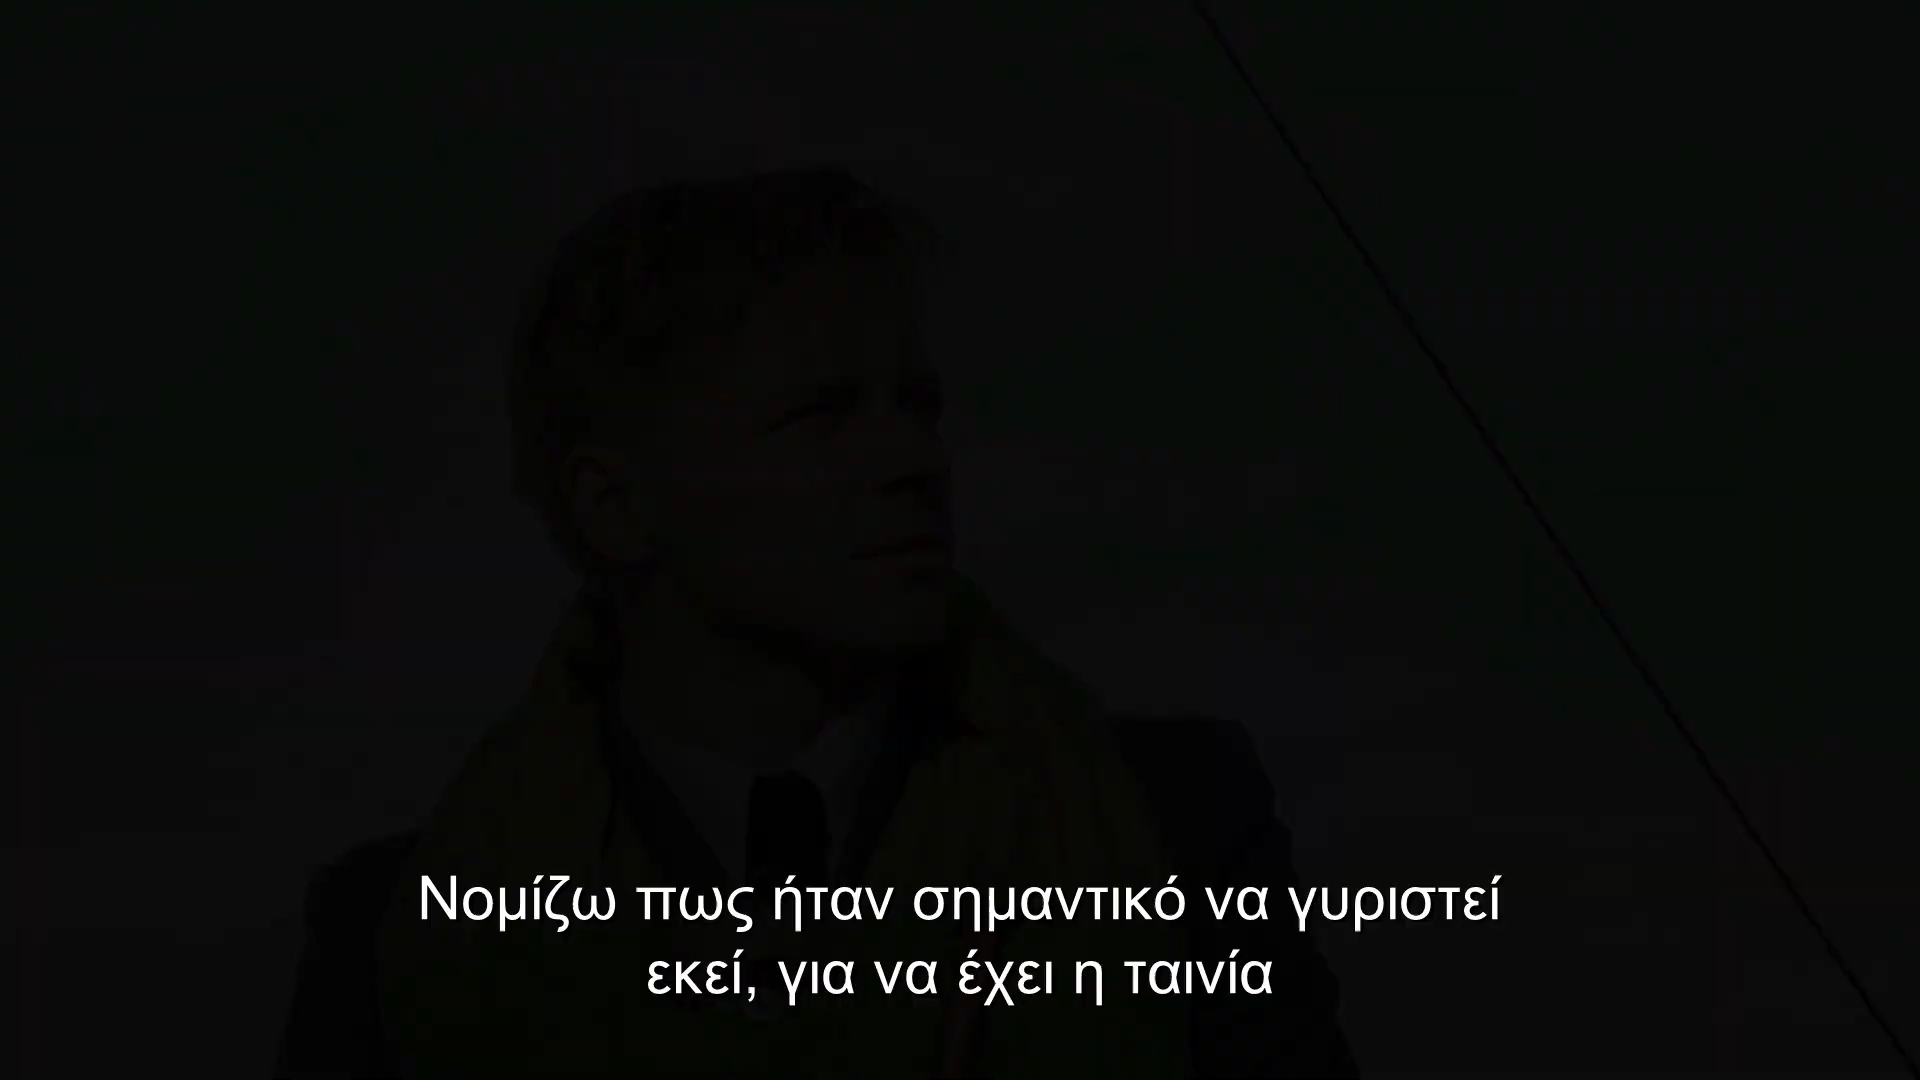 Νομίζω πως ήταν σημαντικό να γυριστεί
εκεί, για να έχει η ταινία